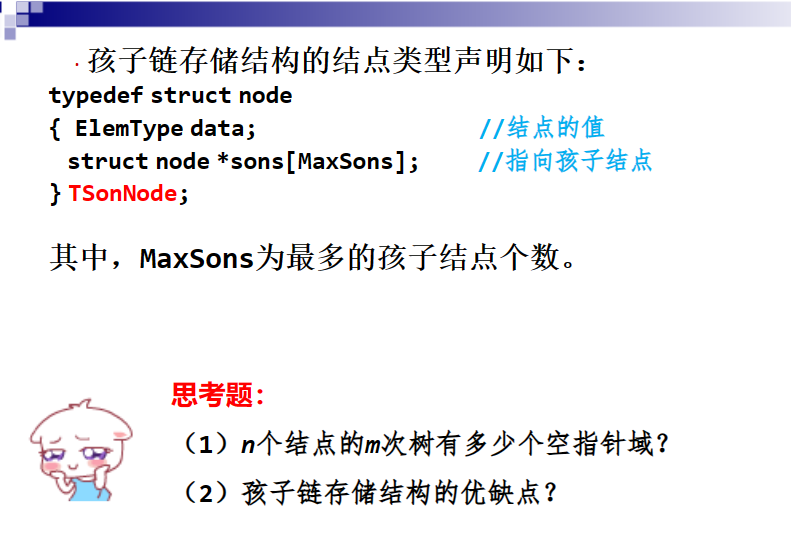 孩子链存储结构的结点类型声明如下：
typedef struct node
{ ElemType data; //结点的值
struct node *sons[MaxSons]; //指向孩子结点
} TSonNode;
其中，MaxSons为最多的孩子结点个数。
思考题：
（1）n个结点的m次树有多少个空指针域？
（2）孩子链存储结构的优缺点？